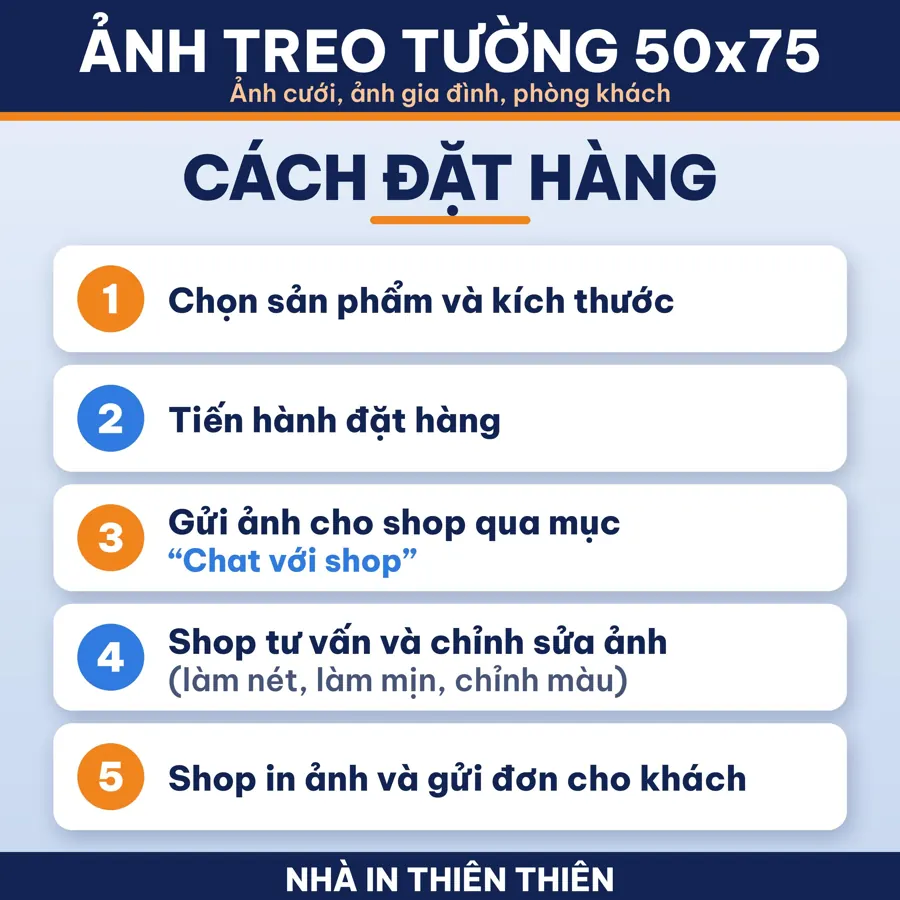 ẢNH TREO TƯỜNG 50x75
Ảnh cưới, ảnh gia đình, phòng khách
CÁCH ĐẶT HÀNG
1
Chọn sản phẩm và kích thước
2
Tiến hành đặt hàng
3
Gửi ảnh cho shop qua mục
“Chat với shop”
4
Shop tư vấn và chỉnh sửa ảnh
(làm nét, làm mịn, chỉnh màu)
5
Shop in ảnh và gửi đơn cho khách
NHÀ IN THIÊN THIÊN